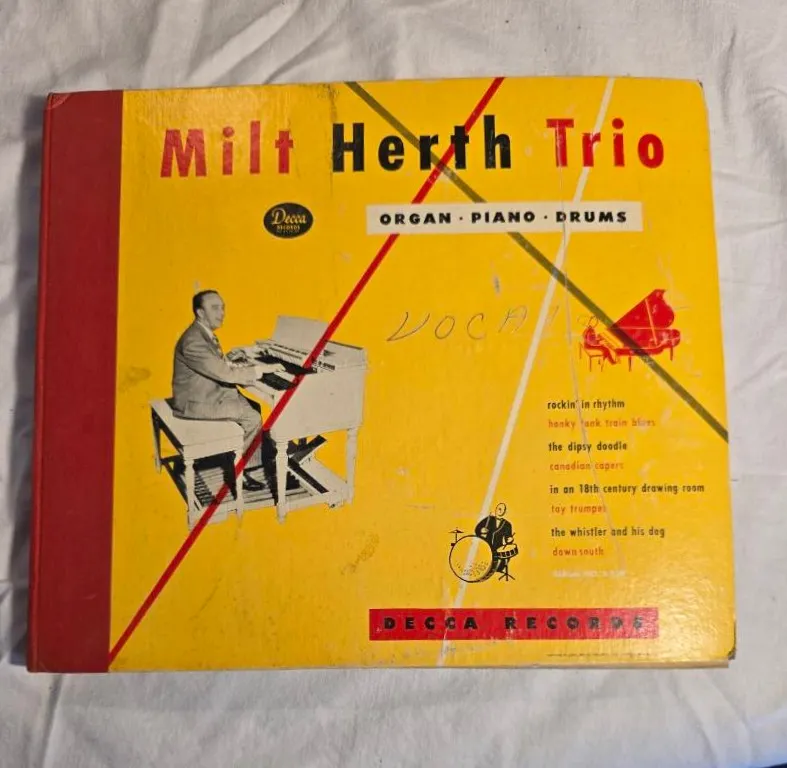 Milt Herth Trio
Decca
RECORDS
ORGAN · PIANO · DRUMS
VOCAL
rockin' in rhythm
honky tonk train blues
the dipsy doodle
canadian capers
in an 18th century drawing room
toy trumpet
the whistler and his dog
down south
DECCA RECORDS